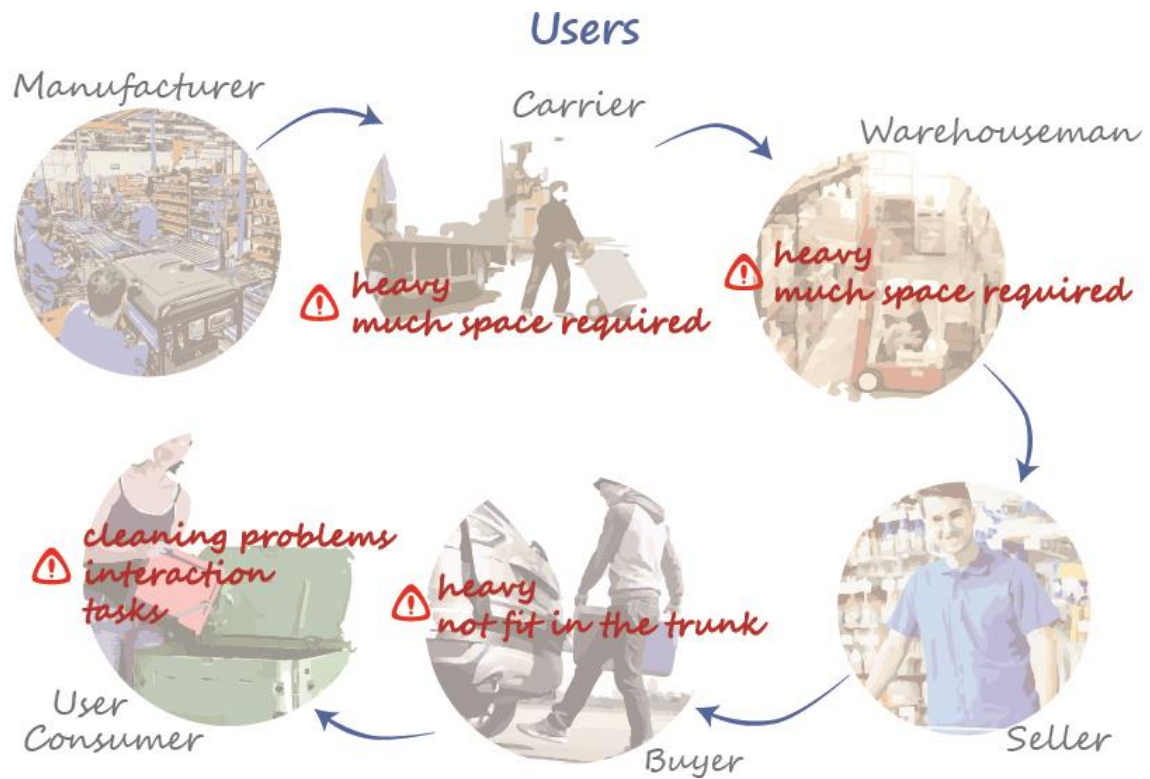 Users
Manufacturer
Carrier
Warehouseman
heavy
much space required
heavy
much space required
Seller
heavy
not fit in the trunk
Buyer
cleaning problems
interaction
tasks
User
Consumer